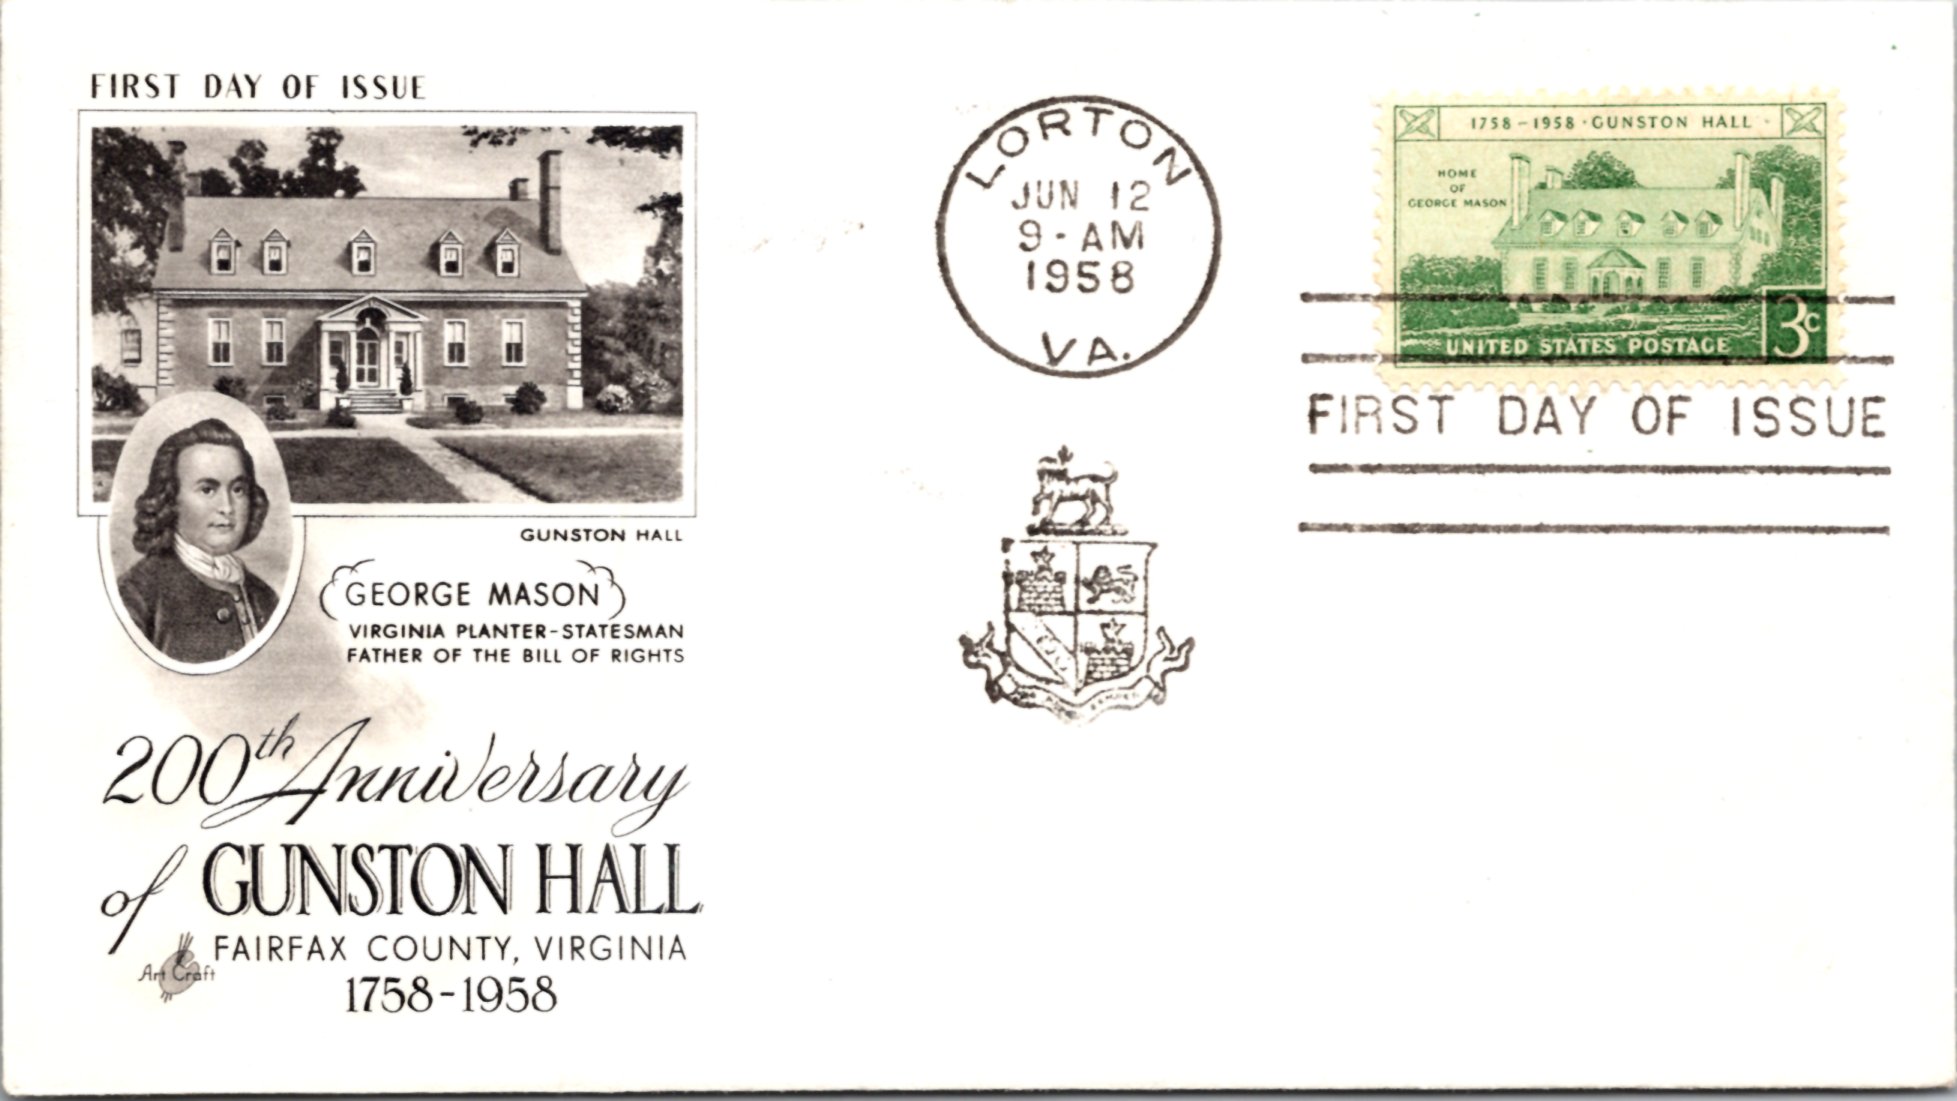 FIRST DAY OF ISSUE
GUNSTON HALL
GEORGE MASON
VIRGINIA PLANTER-STATESMAN
FATHER OF THE BILL OF RIGHTS
200th Anniversary
of GUNSTON HALL
FAIRFAX COUNTY, VIRGINIA
1758-1958
Art Craft
LORTON
JUN 12
9-AM
1958
VA.
1758-1958·GUNSTON HALL
HOME
OF
GEORGE MASON
3c
UNITED STATES POSTAGE
FIRST DAY OF ISSUE